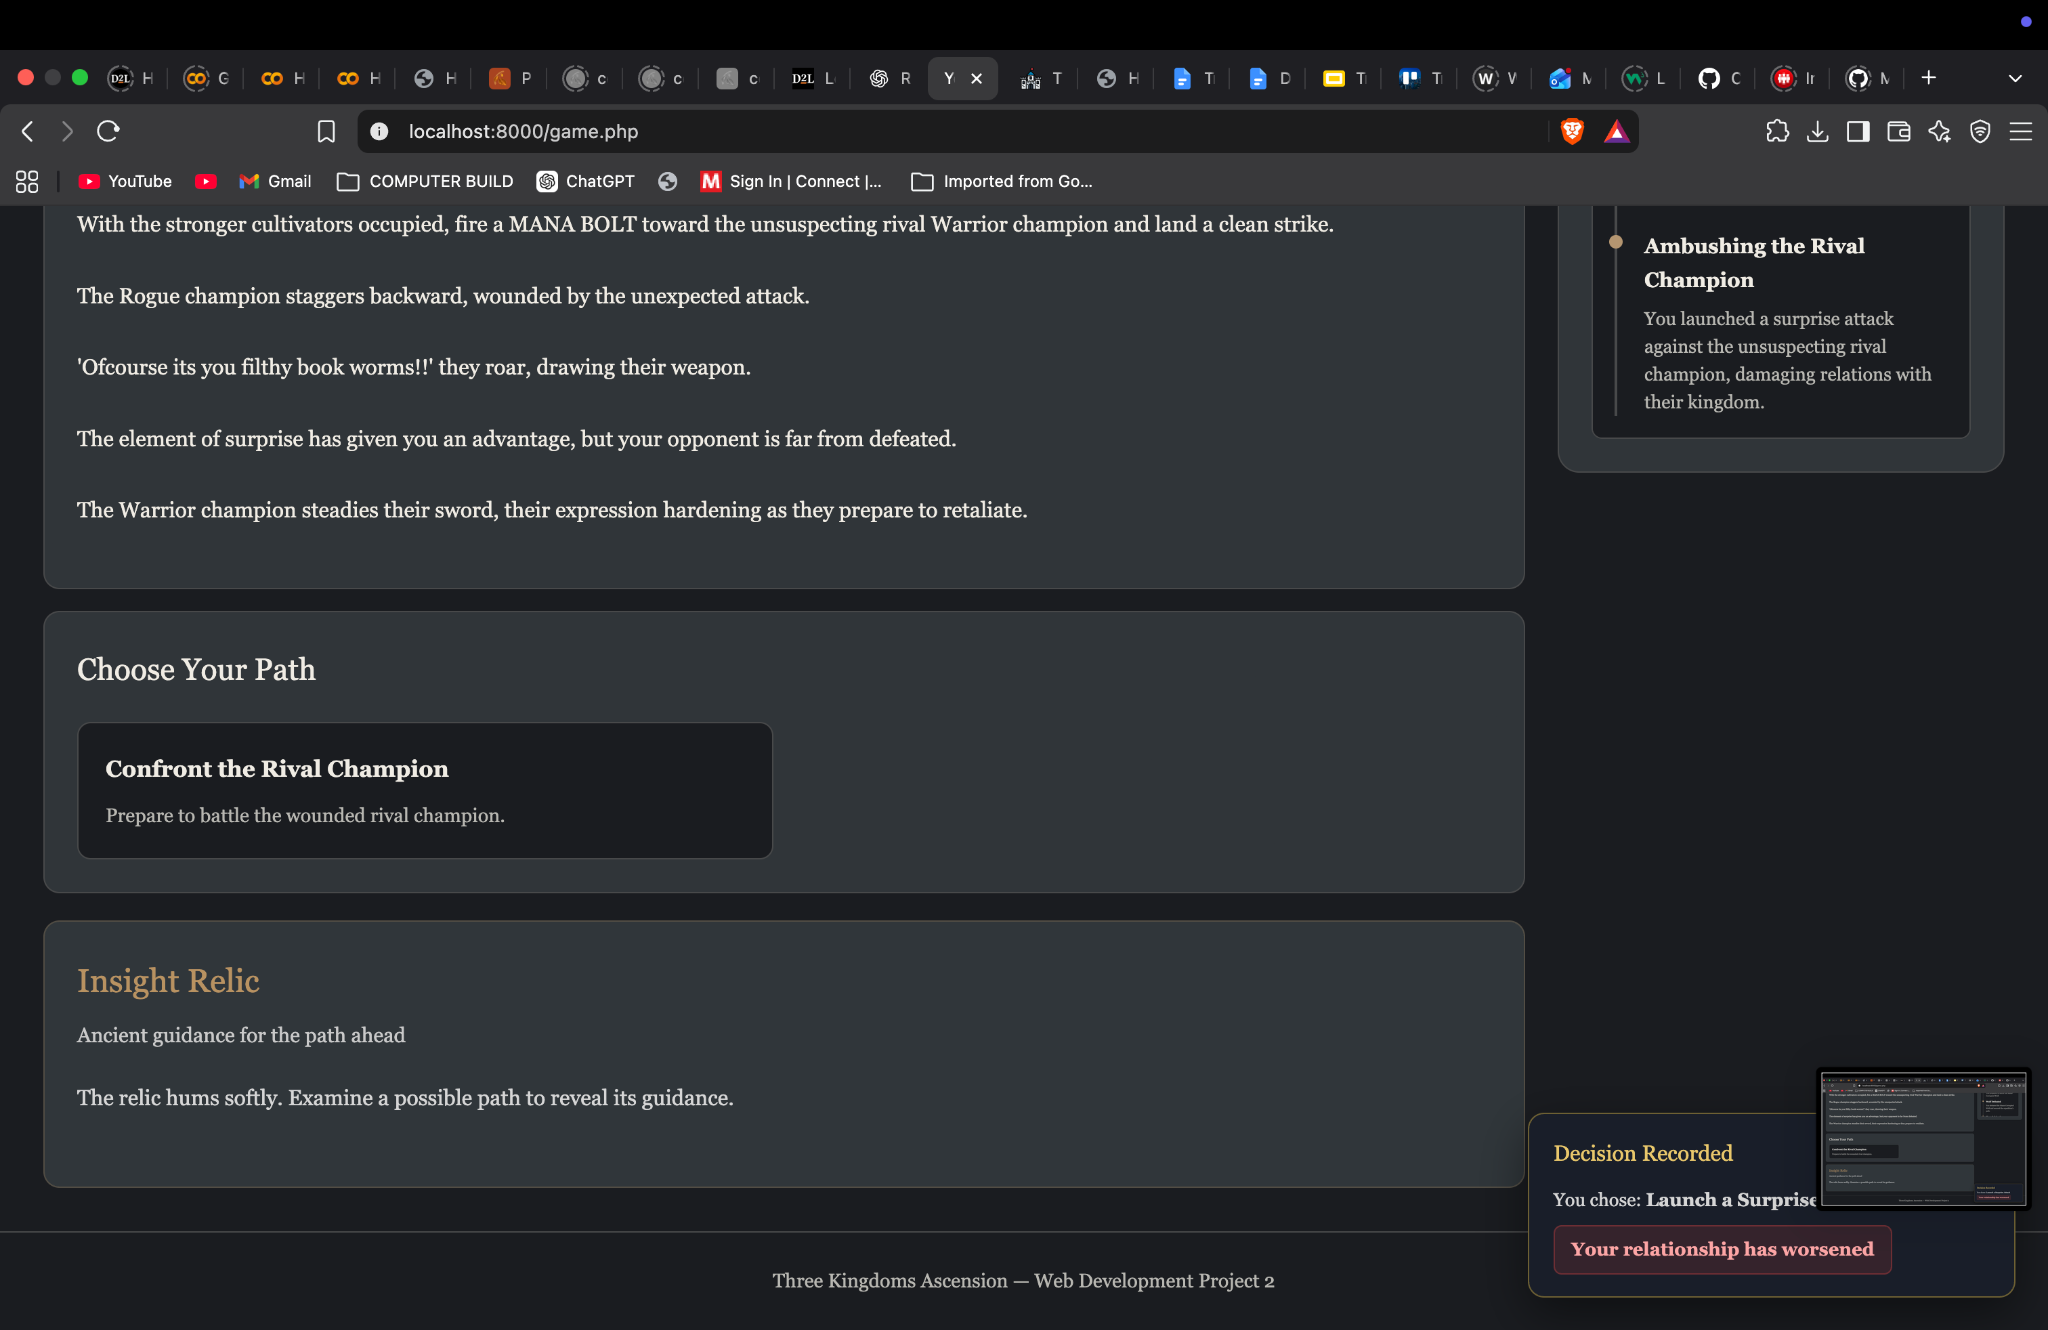 D2L H G H H H P c c c D2L L R Y T H T D T T W V M L C I M
localhost:8000/game.php
YouTube Gmail COMPUTER BUILD ChatGPT M Sign In | Connect |... Imported from Go...
With the stronger cultivators occupied, fire a MANA BOLT toward the unsuspecting rival Warrior champion and land a clean strike.
The Rogue champion staggers backward, wounded by the unexpected attack.
'Ofcourse its you filthy book worms!!' they roar, drawing their weapon.
The element of surprise has given you an advantage, but your opponent is far from defeated.
The Warrior champion steadies their sword, their expression hardening as they prepare to retaliate.
Ambushing the Rival
Champion
You launched a surprise attack
against the unsuspecting rival
champion, damaging relations with
their kingdom.
Choose Your Path
Confront the Rival Champion
Prepare to battle the wounded rival champion.
Insight Relic
Ancient guidance for the path ahead
The relic hums softly. Examine a possible path to reveal its guidance.
Decision Recorded
You chose: Launch a Surprise
Your relationship has worsened
Three Kingdoms Ascension — Web Development Project 2